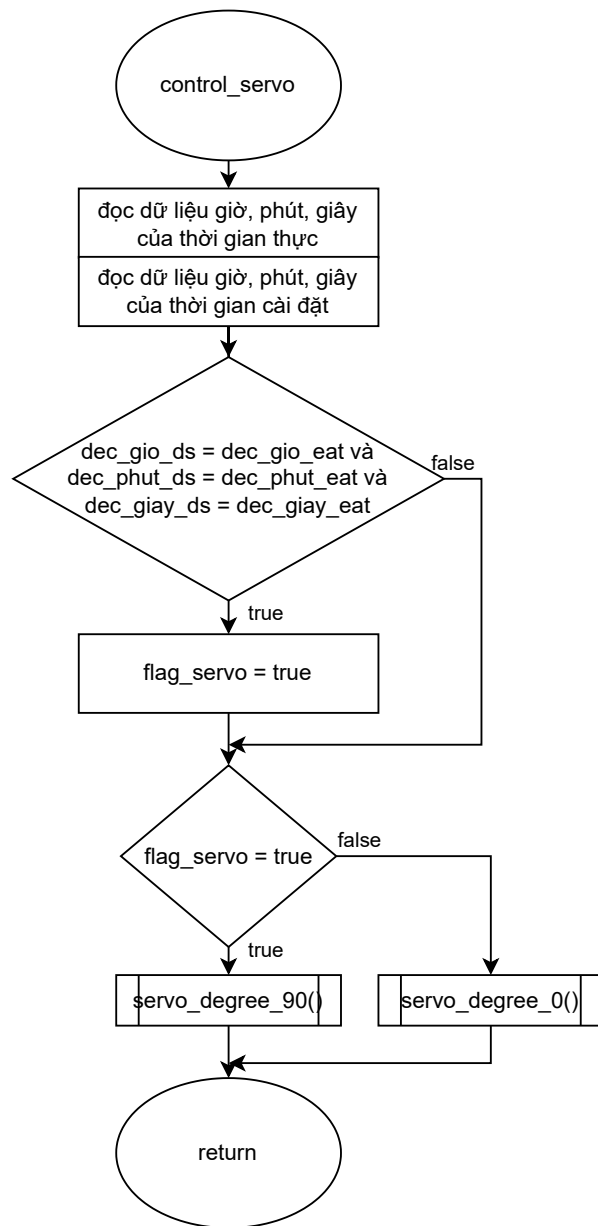 control_servo
đọc dữ liệu giờ, phút, giây
của thời gian thực
đọc dữ liệu giờ, phút, giây
của thời gian cài đặt
dec_gio_ds = dec_gio_eat và
dec_phut_ds = dec_phut_eat và
dec_giay_ds = dec_giay_eat
false
true
flag_servo = true
flag_servo = true
false
true
servo_degree_90()
servo_degree_0()
return